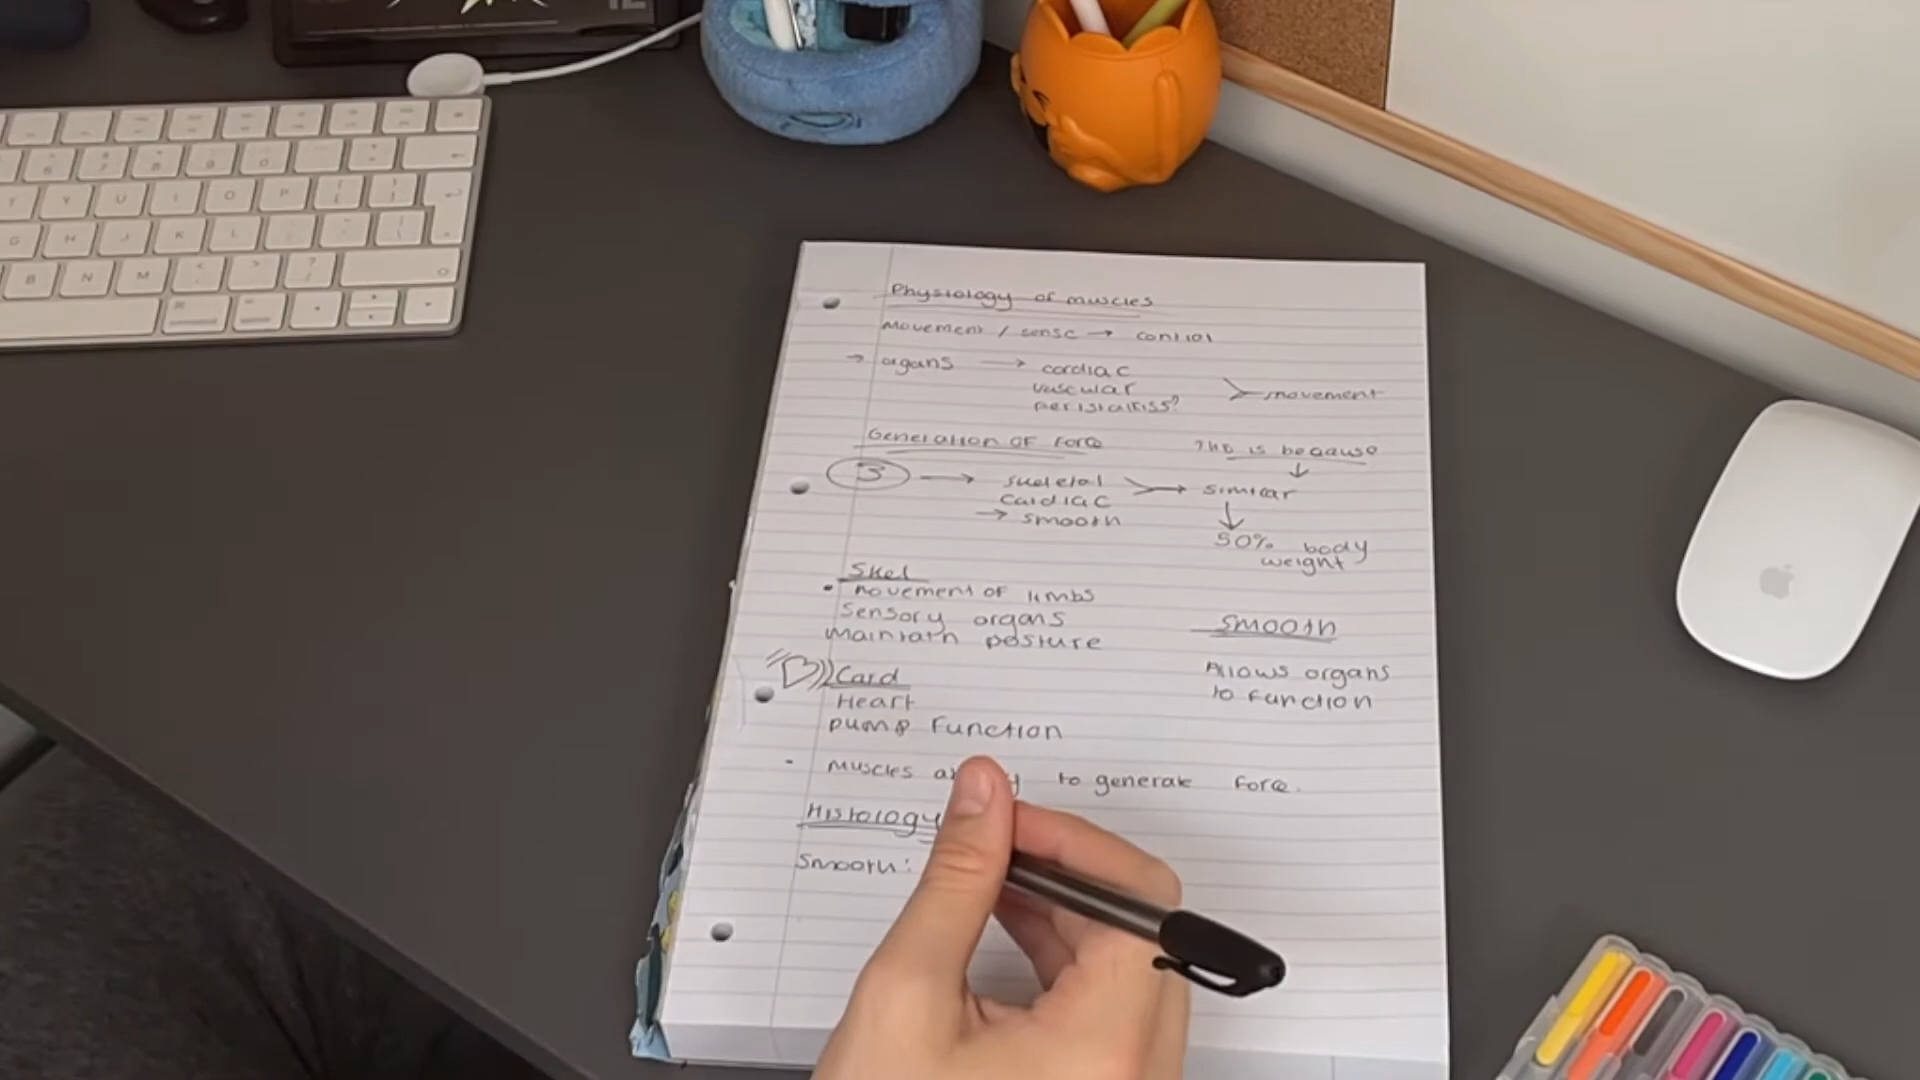 Physiology of muscles
Movement / sense → control
→ organs → cardiac
vascular
peristalsis? > movement
Generation of force
This is because
↓
3 → skeletal
cardiac
→ smooth
> → similar
↓
50% body
weight
Skel
• movement of limbs
sensory organs
maintain posture
Card
Heart
pump function
Smooth
Allows organs
to function
- Muscles to generate force.
Histology
Smooth: